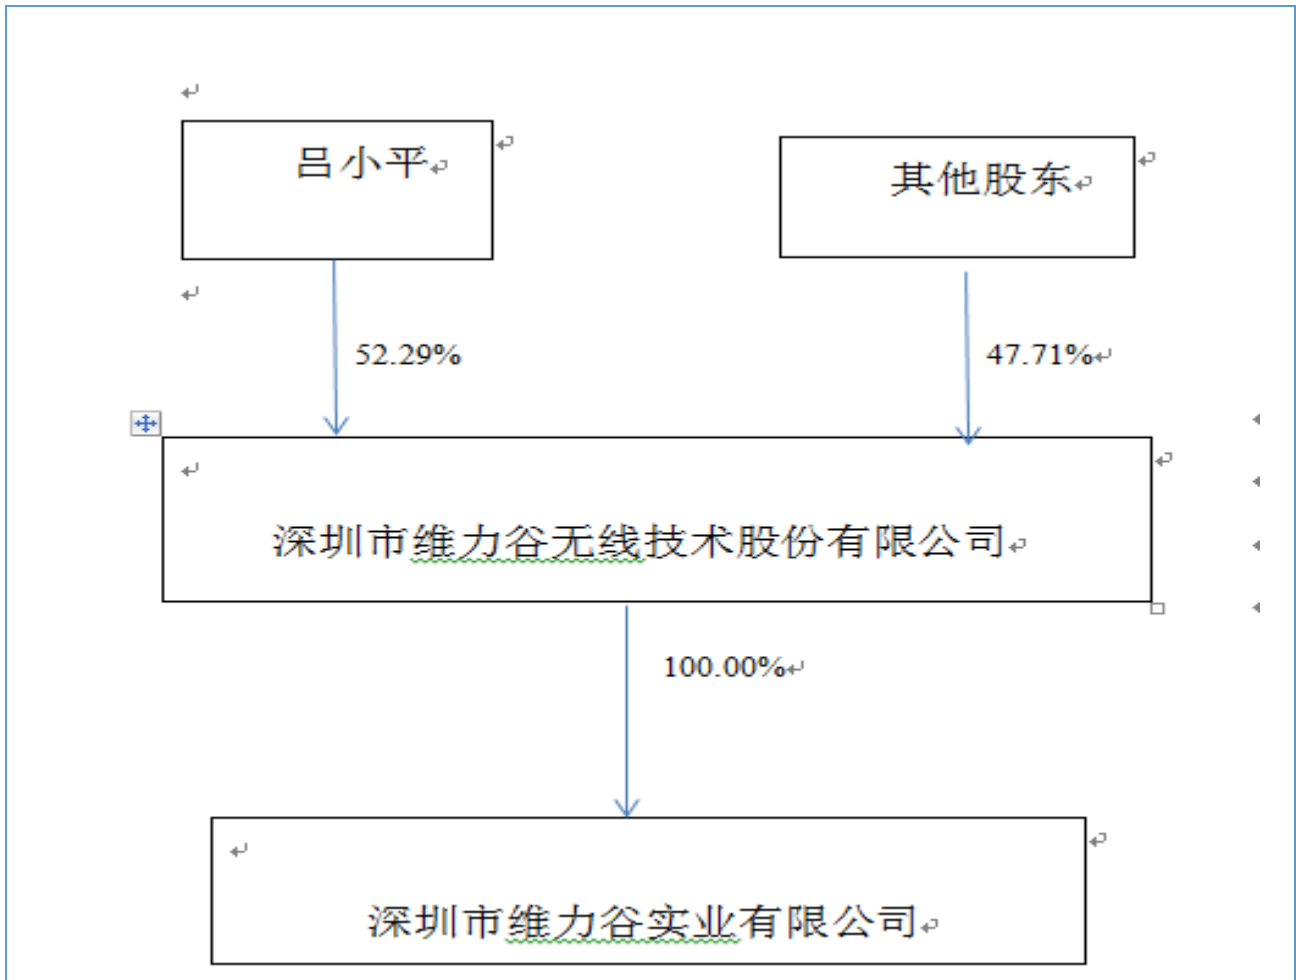 吕小平
其他股东
52.29%
47.71%
深圳市维力谷无线技术股份有限公司
100.00%
深圳市维力谷实业有限公司